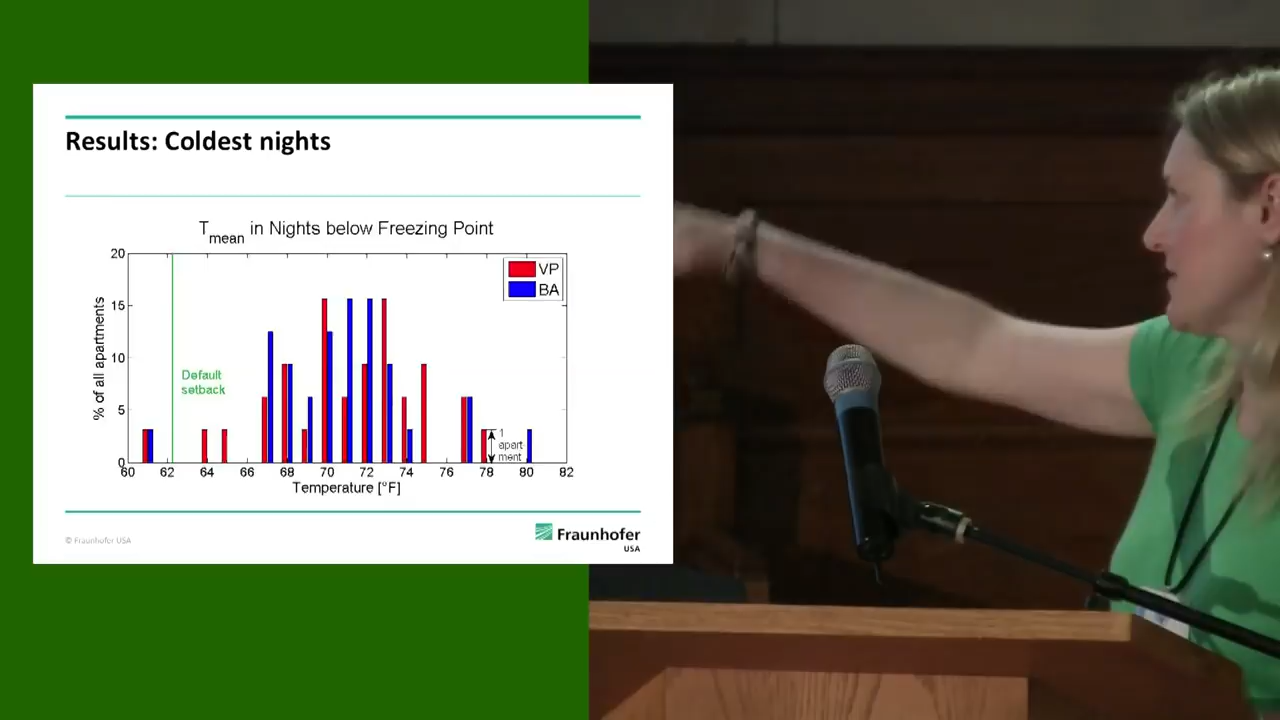 Results: Coldest nights
Tmean in Nights below Freezing Point
20
15
10
5
0
% of all apartments
VP
BA
Default
setback
1
apart-
ment
60 62 64 66 68 70 72 74 76 78 80 82
Temperature [°F]
© Fraunhofer USA
Fraunhofer
USA